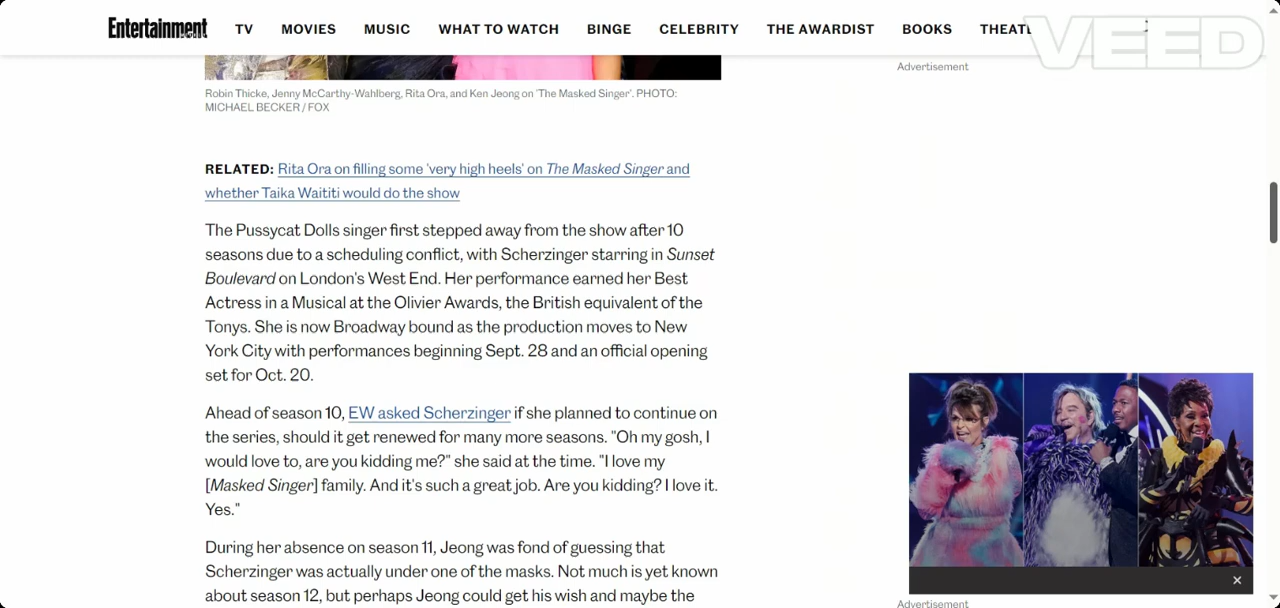 Entertainment TV MOVIES MUSIC WHAT TO WATCH BINGE CELEBRITY THE AWARDIST BOOKS
VEED
Advertisement
Robin Thicke, Jenny McCarthy-Wahlberg, Rita Ora, and Ken Jeong on 'The Masked Singer'. PHOTO:
MICHAEL BECKER / FOX
RELATED: Rita Ora on filling some 'very high heels' on The Masked Singer and
whether Taika Waititi would do the show
The Pussycat Dolls singer first stepped away from the show after 10
seasons due to a scheduling conflict, with Scherzinger starring in Sunset
Boulevard on London's West End. Her performance earned her Best
Actress in a Musical at the Olivier Awards, the British equivalent of the
Tonys. She is now Broadway bound as the production moves to New
York City with performances beginning Sept. 28 and an official opening
set for Oct. 20.
Ahead of season 10, EW asked Scherzinger if she planned to continue on
the series, should it get renewed for many more seasons. "Oh my gosh, I
would love to, are you kidding me?" she said at the time. "I love my
[Masked Singer] family. And it's such a great job. Are you kidding? I love it.
Yes."
During her absence on season 11, Jeong was fond of guessing that
Scherzinger was actually under one of the masks. Not much is yet known
about season 12, but perhaps Jeong could get his wish and maybe the
Advertisement